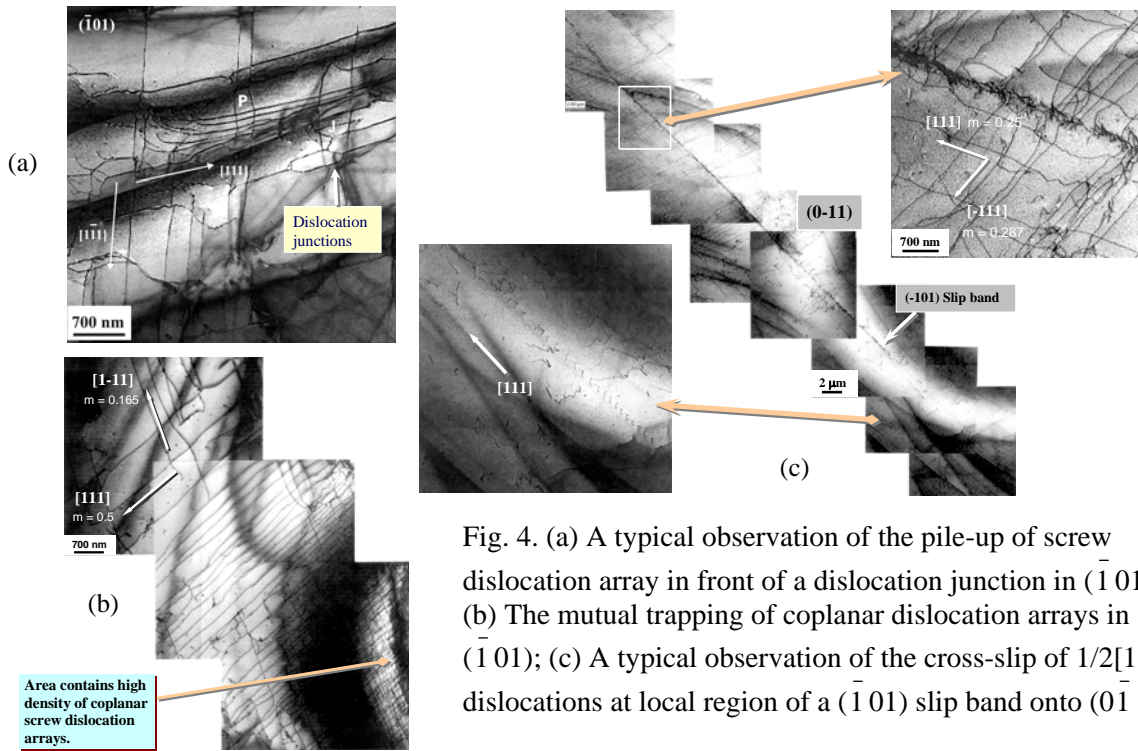 (a)
(1̄01)
P
J
[111]
[11̄1]
Dislocation
junctions
700 nm
(b)
[1-11]
m = 0.165
[111]
m = 0.5
700 nm
Area contains high
density of coplanar
screw dislocation
arrays.
(c)
[111] m = 0.25
[-111]
m = 0.287
700 nm
(0-11)
(-101) Slip band
2 μm
[111]
Fig. 4. (a) A typical observation of the pile-up of screw
dislocation array in front of a dislocation junction in (1̄ 01
(b) The mutual trapping of coplanar dislocation arrays in
(1̄ 01); (c) A typical observation of the cross-slip of 1/2[1
dislocations at local region of a (1̄ 01) slip band onto (01̄